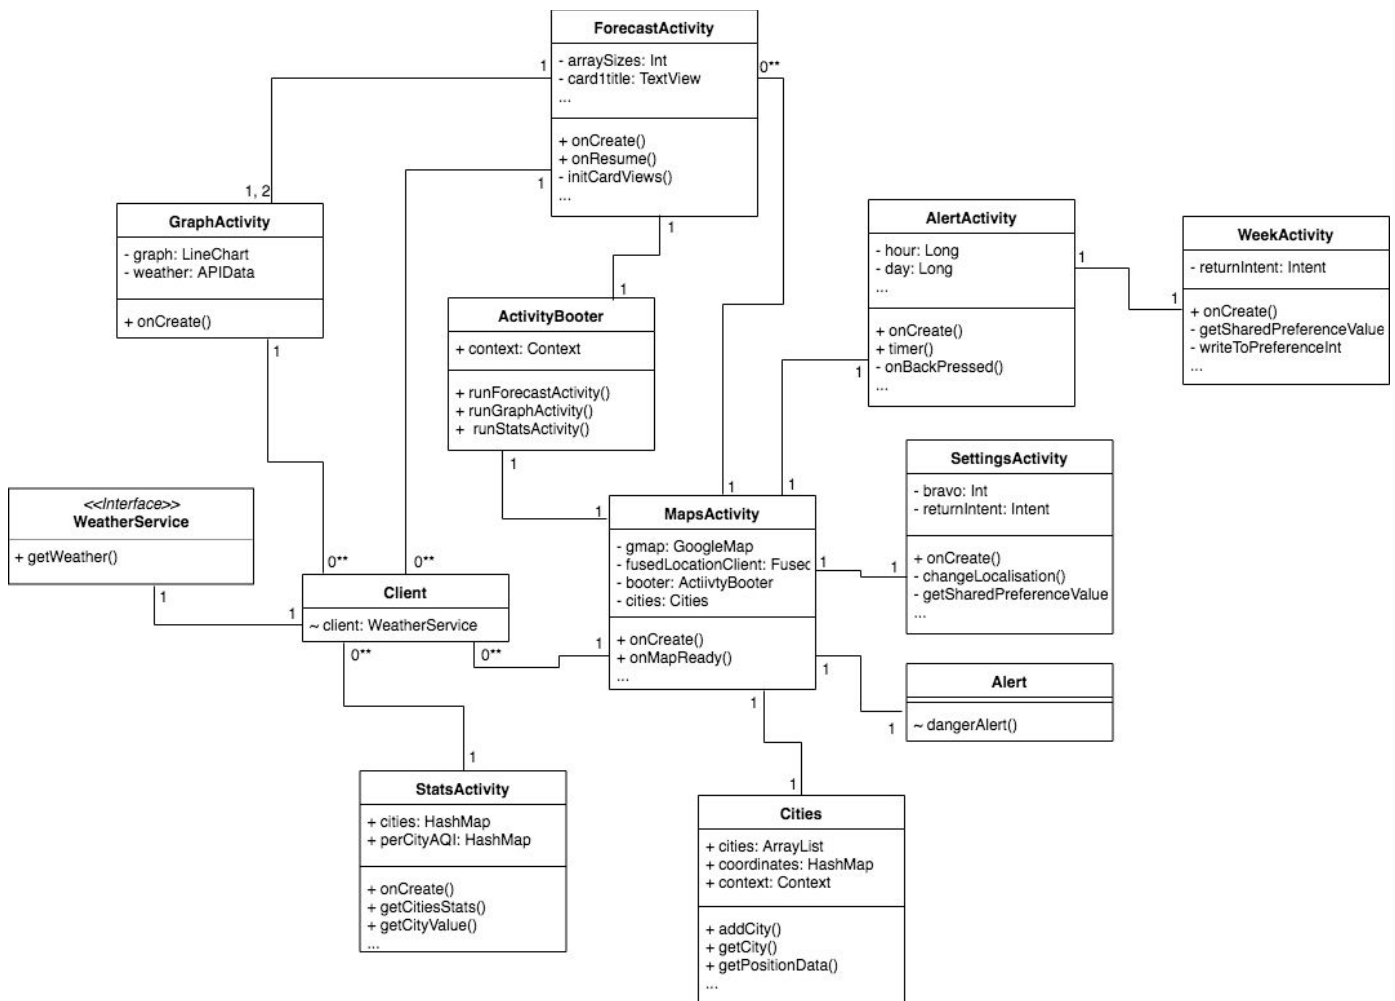 ForecastActivity
- arraySizes: Int
- card1title: TextView
...
+ onCreate()
+ onResume()
- initCardViews()
...
1
0**
1
1
1, 2
GraphActivity
- graph: LineChart
- weather: APIData
+ onCreate()
1
1
ActivityBooter
+ context: Context
+ runForecastActivity()
+ runGraphActivity()
+  runStatsActivity()
1
1
AlertActivity
- hour: Long
- day: Long
...
+ onCreate()
+ timer()
- onBackPressed()
...
1
1
1
WeekActivity
- returnIntent: Intent
+ onCreate()
- getSharedPreferenceValue
- writeToPreferenceInt
...
<<Interface>>
WeatherService
+ getWeather()
1
1
0**
0**
Client
~ client: WeatherService
0**
0**
1
1
1
MapsActivity
- gmap: GoogleMap
- fusedLocationClient: Fused
- booter: ActiivtyBooter
- cities: Cities
+ onCreate()
+ onMapReady()
...
1
1
1
SettingsActivity
- bravo: Int
- returnIntent: Intent
+ onCreate()
- changeLocalisation()
- getSharedPreferenceValue
...
1
1
Alert
~ dangerAlert()
1
StatsActivity
+ cities: HashMap
+ perCityAQI: HashMap
+ onCreate()
+ getCitiesStats()
+ getCityValue()
...
1
Cities
+ cities: ArrayList
+ coordinates: HashMap
+ context: Context
+ addCity()
+ getCity()
+ getPositionData()
...